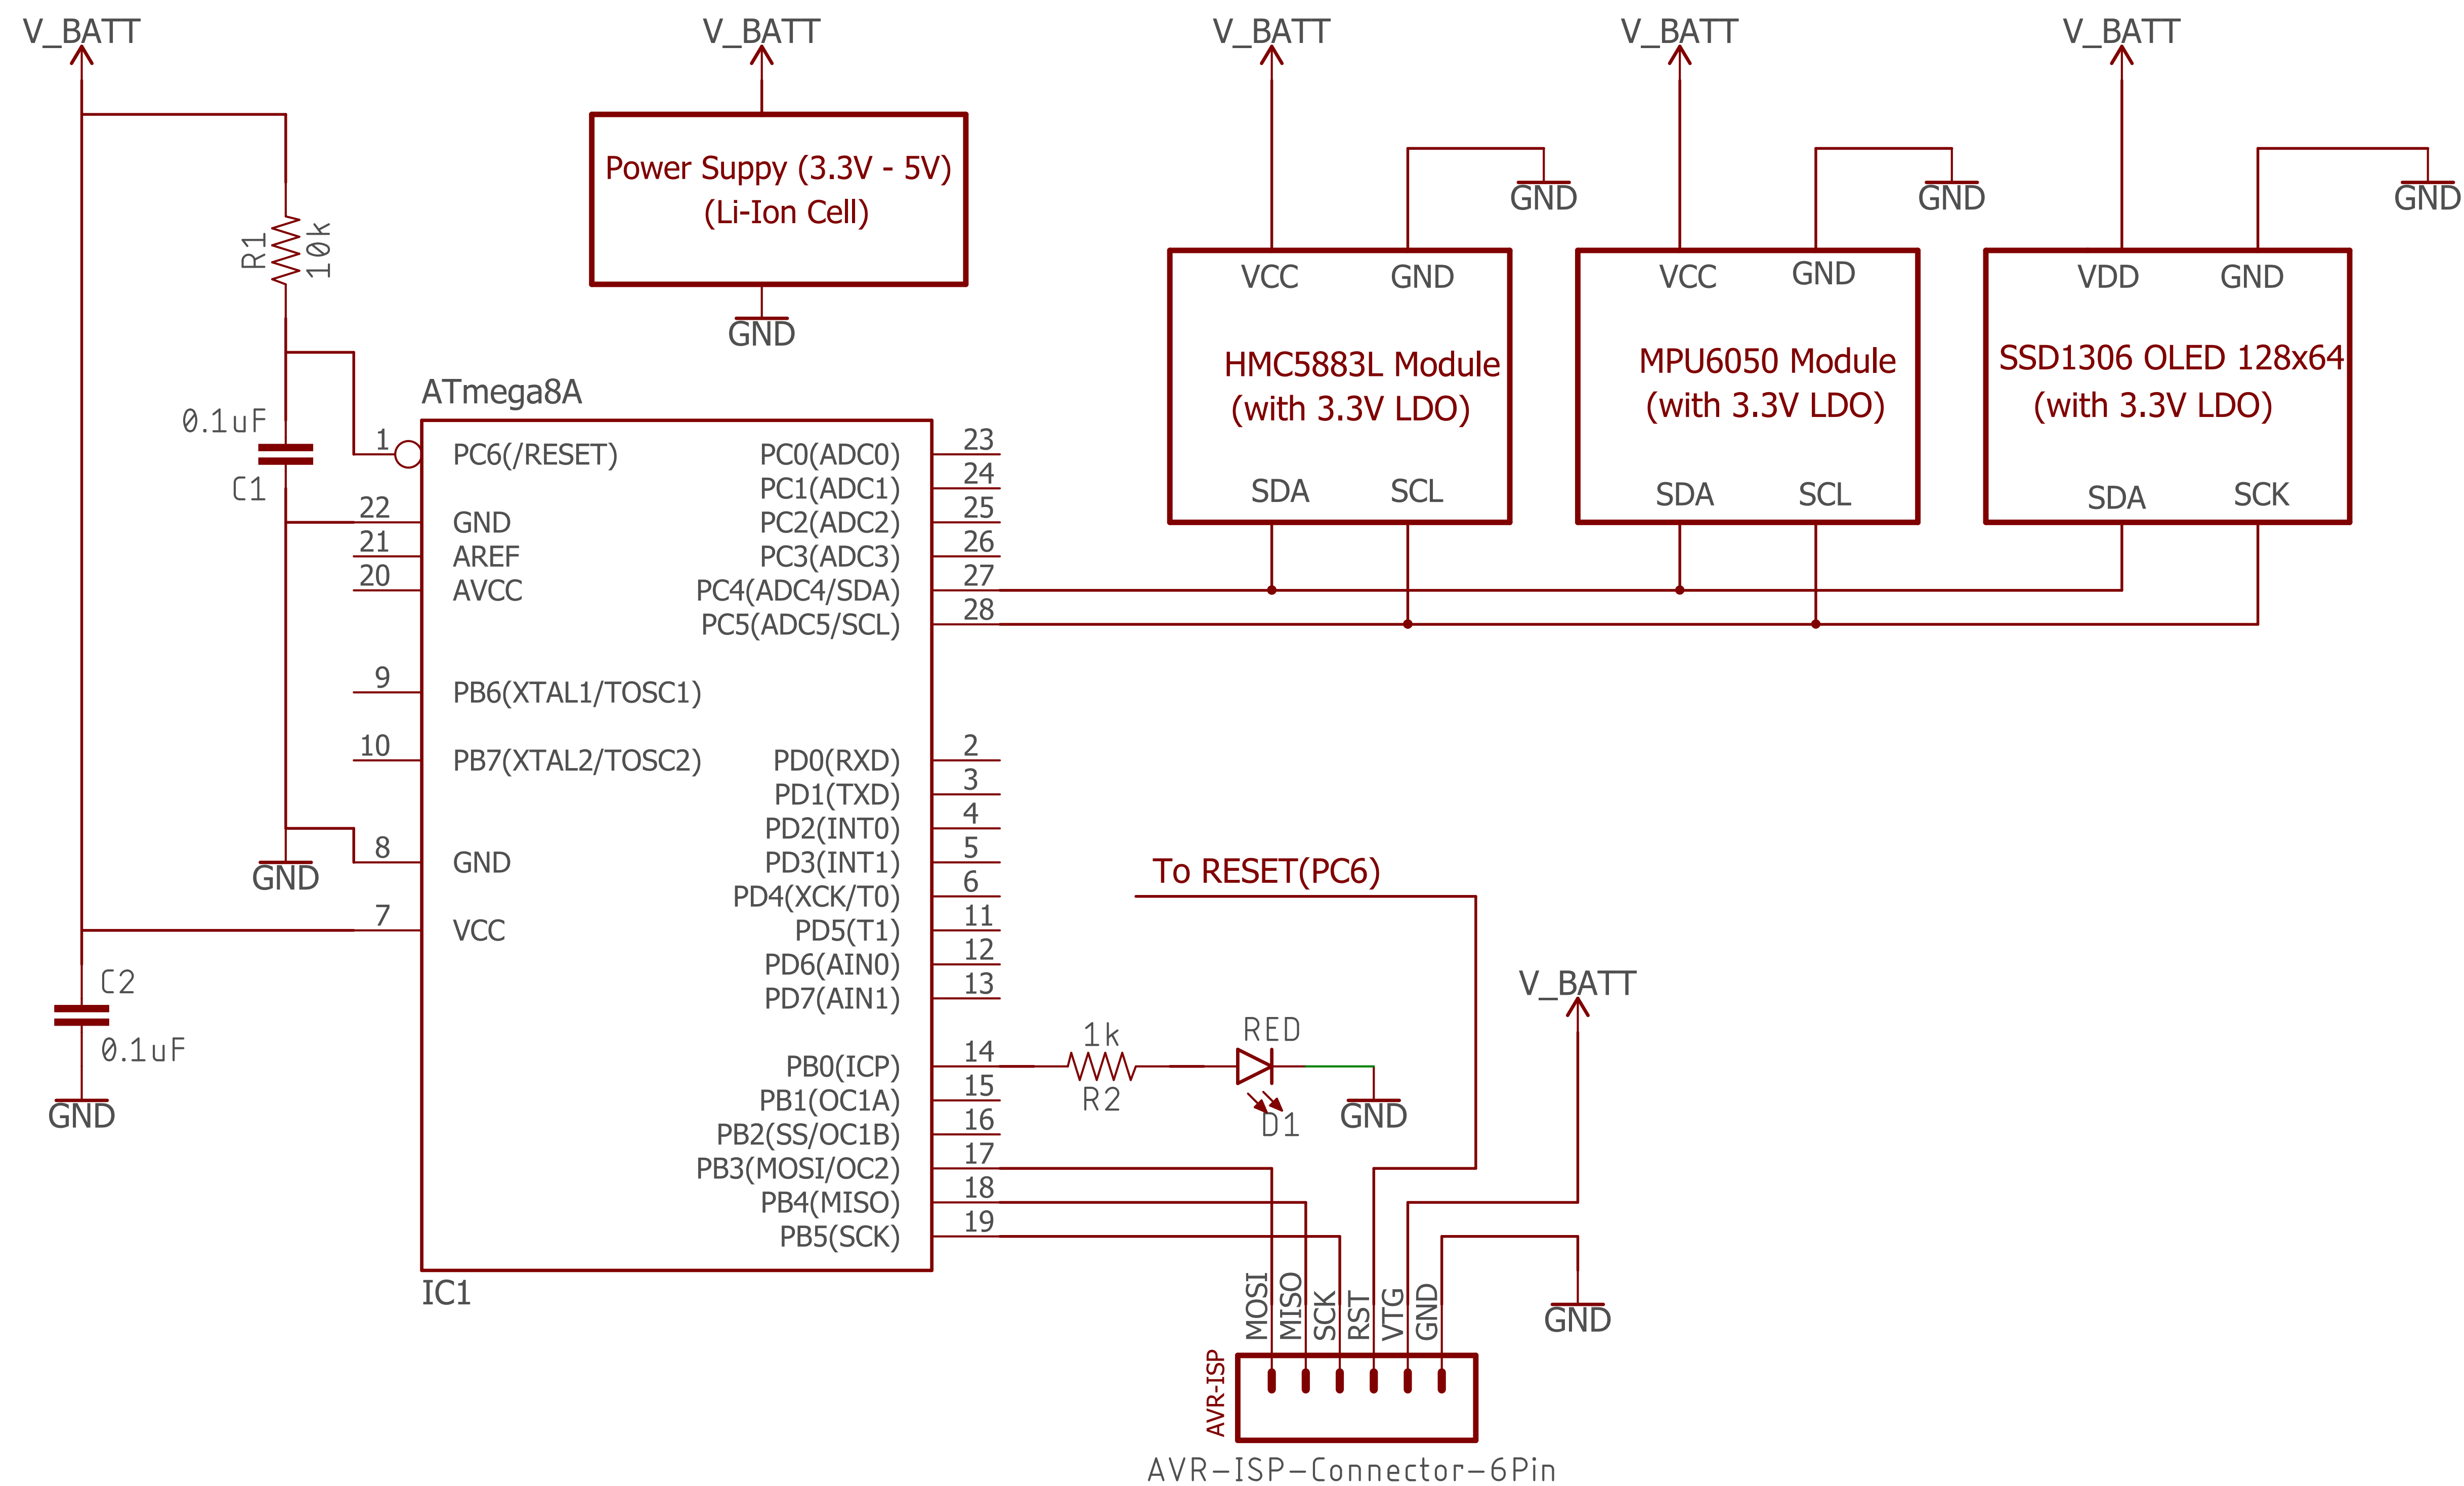 V_BATT
V_BATT
V_BATT
V_BATT
V_BATT
Power Suppy (3.3V - 5V)
(Li-Ion Cell)
GND
GND
GND
GND
R1
10k
0.1uF
C1
VCC
GND
HMC5883L Module
(with 3.3V LDO)
SDA
SCL
VCC
GND
MPU6050 Module
(with 3.3V LDO)
SDA
SCL
VDD
GND
SSD1306 OLED 128x64
(with 3.3V LDO)
SDA
SCK
ATmega8A
1
PC6(/RESET)
22
GND
21
AREF
20
AVCC
9
PB6(XTAL1/TOSC1)
10
PB7(XTAL2/TOSC2)
8
GND
7
VCC
GND
C2
0.1uF
GND
PC0(ADC0)
23
PC1(ADC1)
24
PC2(ADC2)
25
PC3(ADC3)
26
PC4(ADC4/SDA)
27
PC5(ADC5/SCL)
28
PD0(RXD)
2
PD1(TXD)
3
PD2(INT0)
4
PD3(INT1)
5
PD4(XCK/T0)
6
PD5(T1)
11
PD6(AIN0)
12
PD7(AIN1)
13
PB0(ICP)
14
PB1(OC1A)
15
PB2(SS/OC1B)
16
PB3(MOSI/OC2)
17
PB4(MISO)
18
PB5(SCK)
19
IC1
To RESET(PC6)
1k
R2
RED
D1
GND
V_BATT
GND
MOSI
MISO
SCK
RST
VTG
GND
AVR-ISP
AVR-ISP-Connector-6Pin